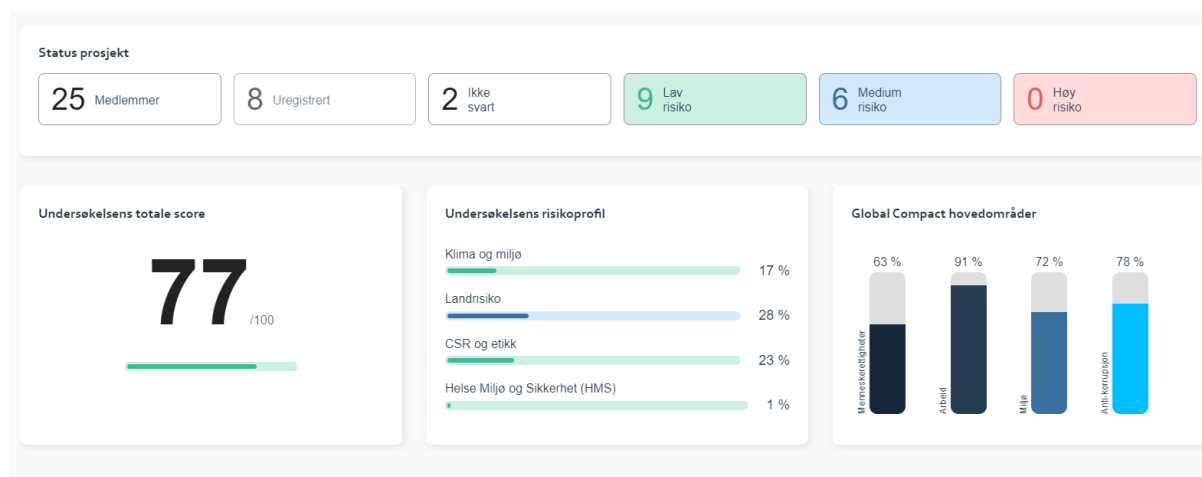 Status prosjekt
25 Medlemmer
8 Uregistrert
2 Ikke
svart
9 Lav
risiko
6 Medium
risiko
0 Høy
risiko
Undersøkelsens totale score
77 /100
Undersøkelsens risikoprofil
Klima og miljø
17 %
Landrisiko
28 %
CSR og etikk
23 %
Helse Miljø og Sikkerhet (HMS)
1 %
Global Compact hovedområder
63 % 91 % 72 % 78 %
Menneskerettigheter
Arbeid
Miljø
Anti-korrupsjon